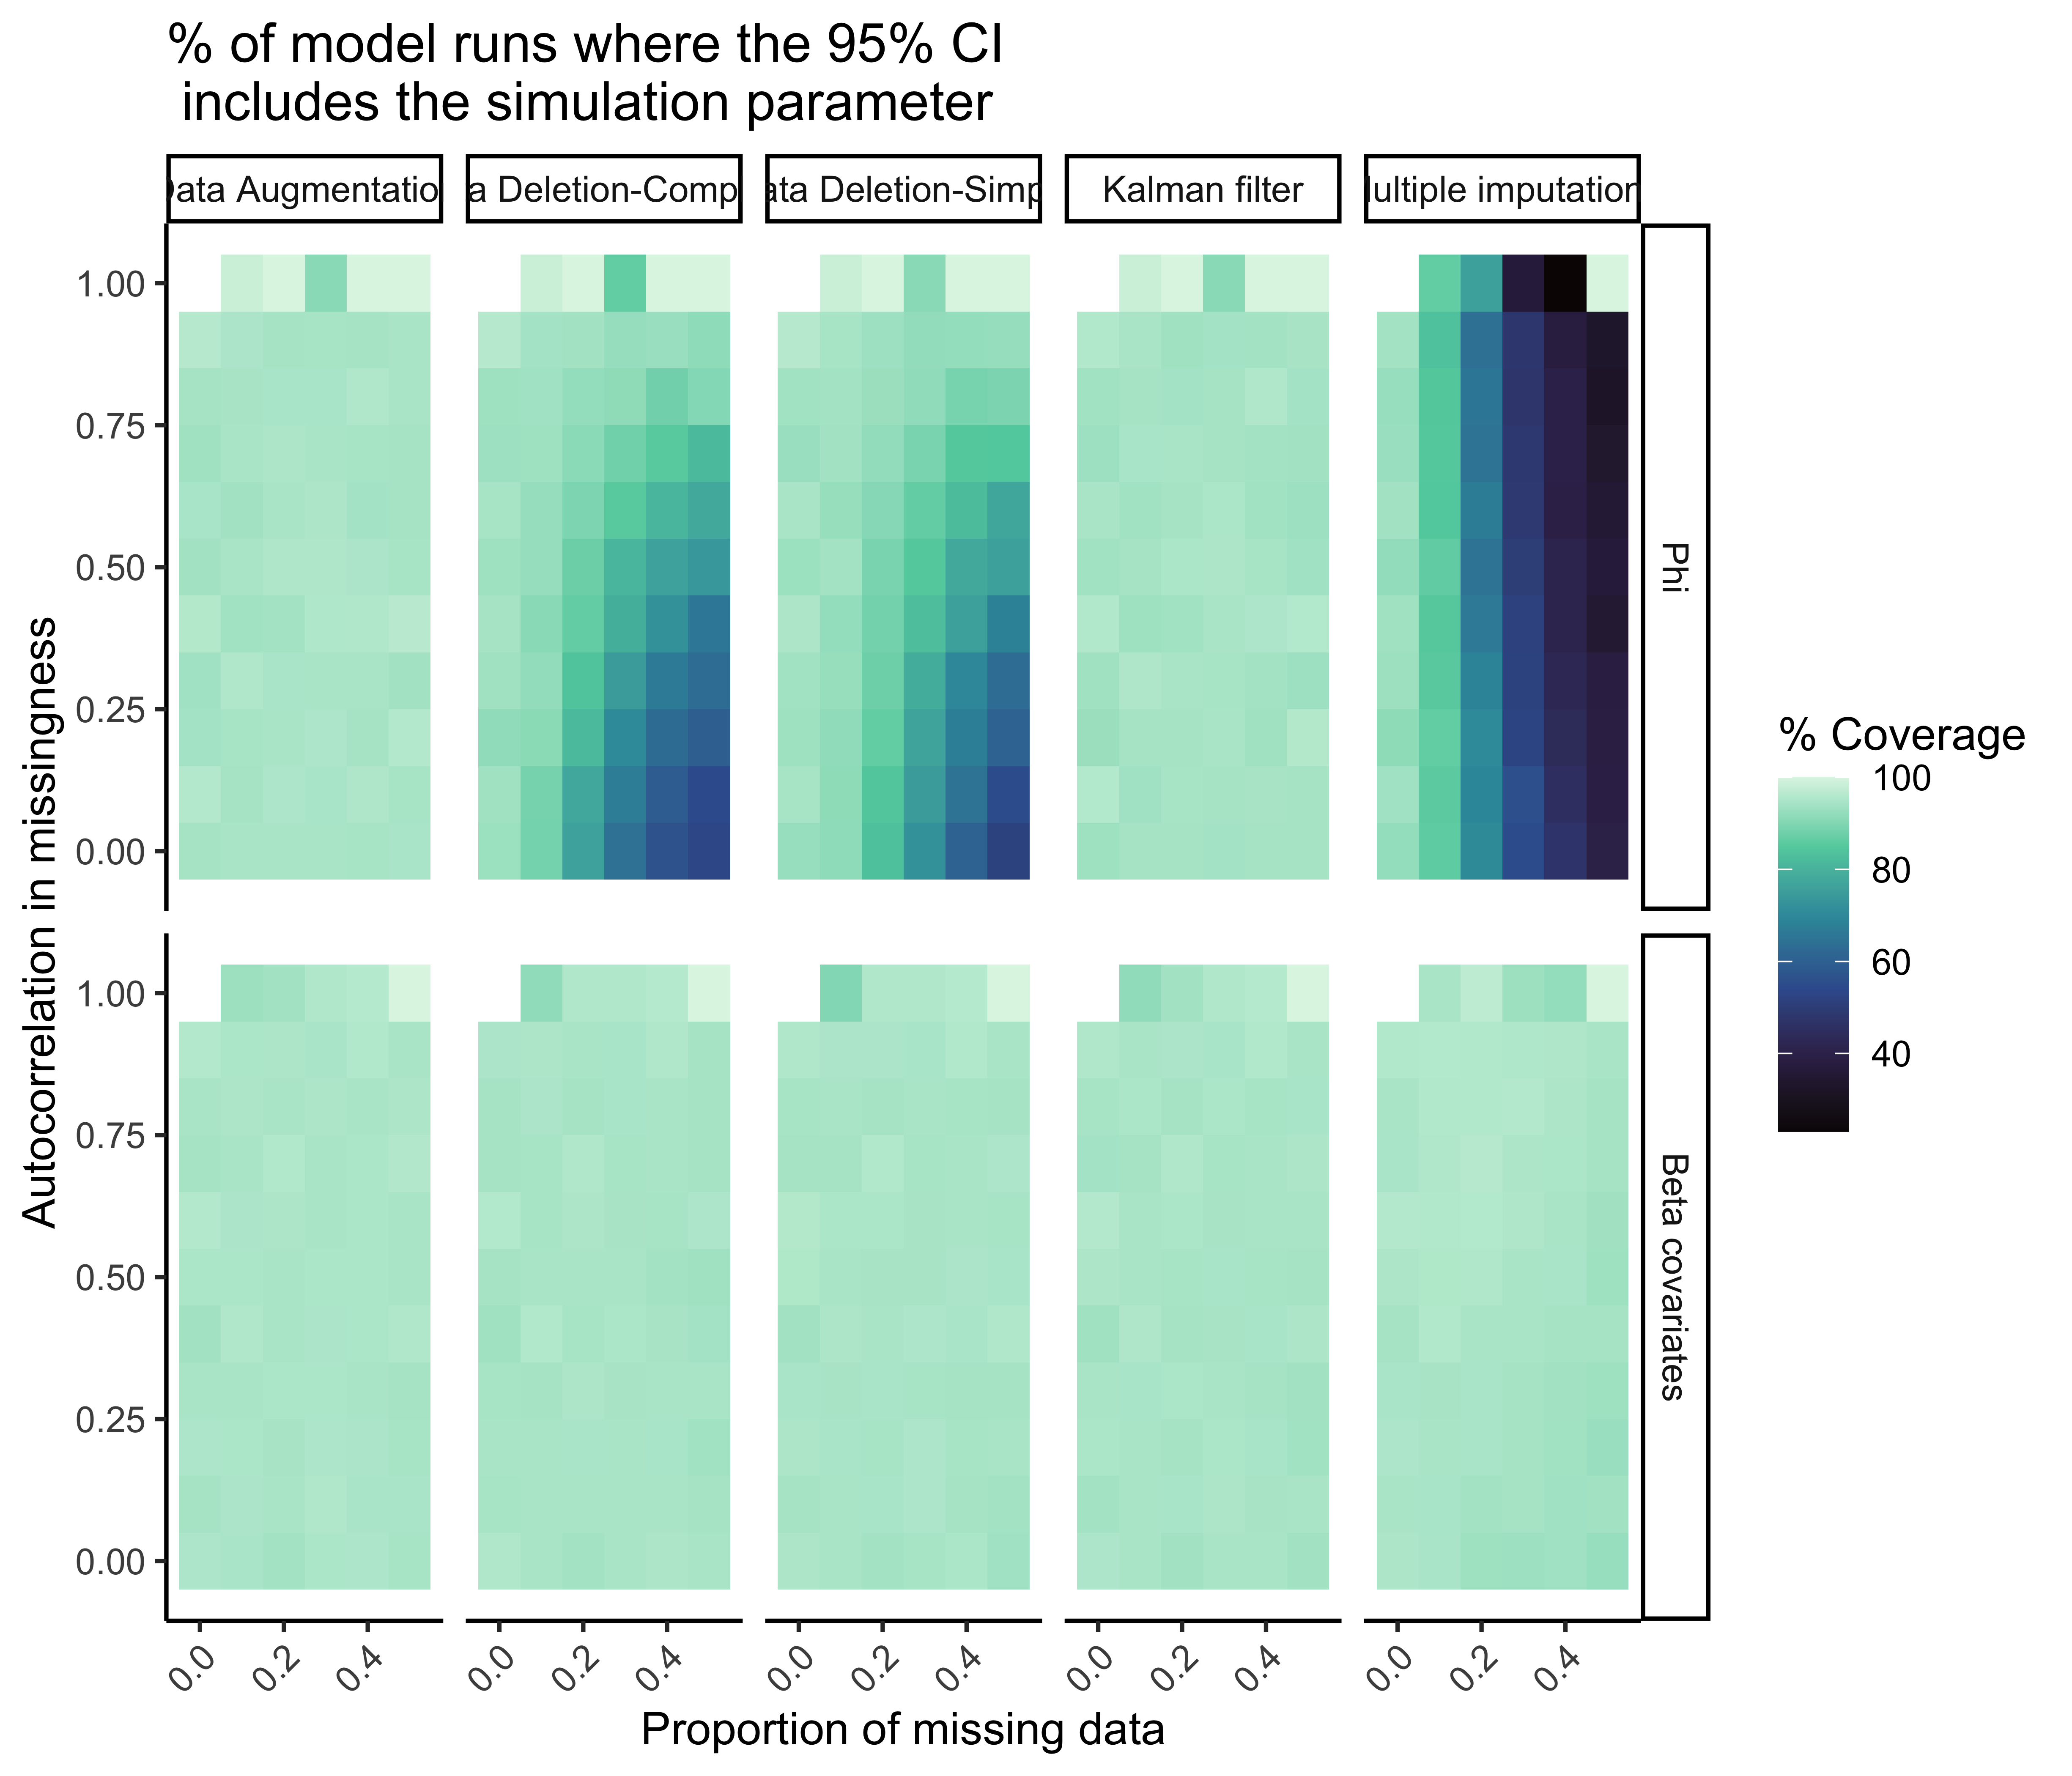 % of model runs where the 95% CI
includes the simulation parameter
ata Augmentatio
a Deletion-Comp
ata Deletion-Simp
Kalman filter
ultiple imputation
1.00
0.75
0.50
0.25
0.00
Phi
1.00
0.75
0.50
0.25
0.00
Beta covariates
Autocorrelation in missingness
0.0 0.2 0.4
0.0 0.2 0.4
0.0 0.2 0.4
0.0 0.2 0.4
0.0 0.2 0.4
Proportion of missing data
% Coverage
100
80
60
40